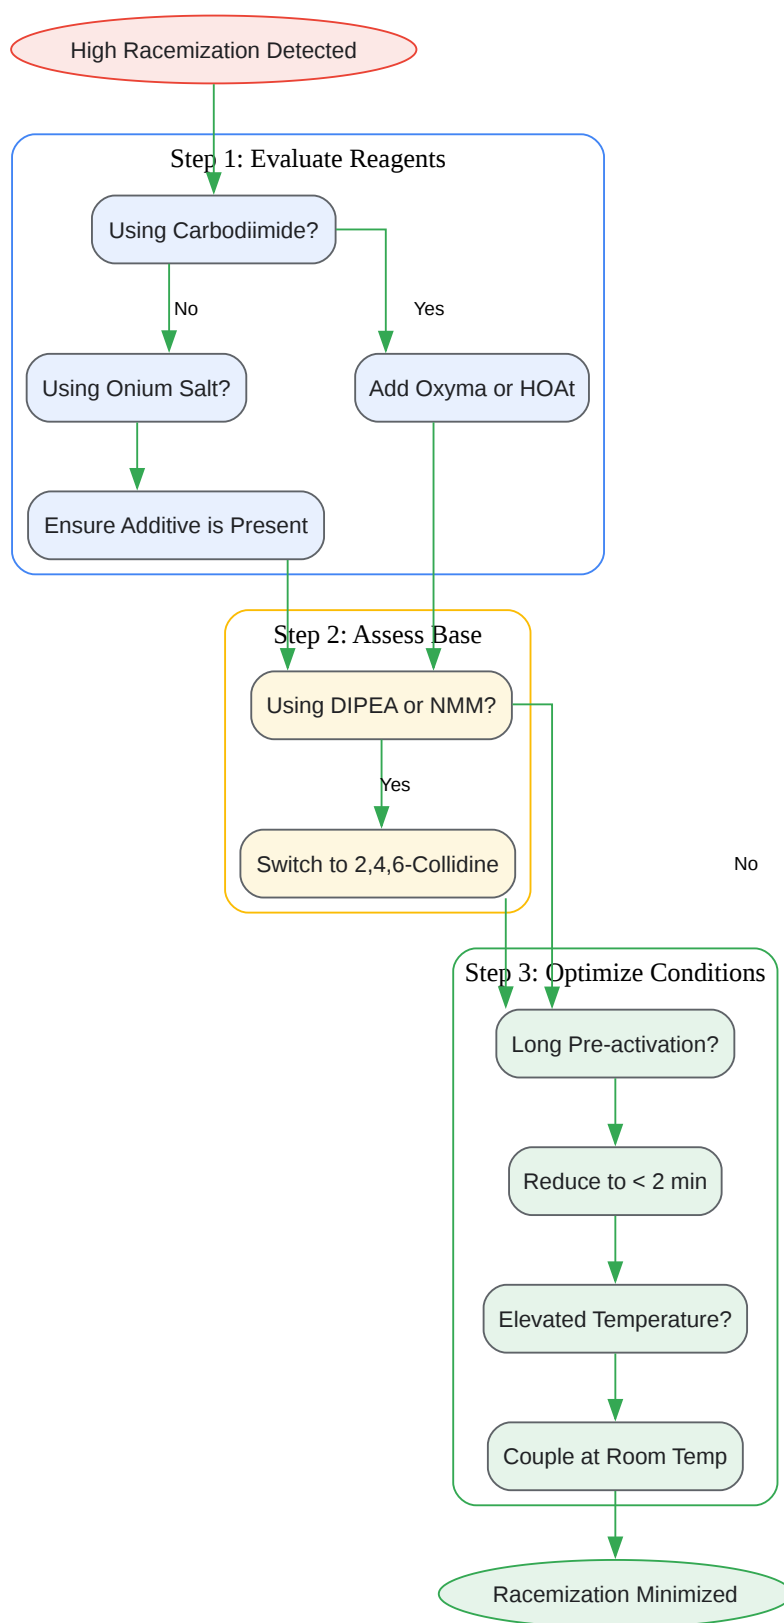 High Racemization Detected
Step 1: Evaluate Reagents
Using Carbodiimide?
No
Yes
Using Onium Salt?
Add Oxyma or HOAt
Ensure Additive is Present
Step 2: Assess Base
Using DIPEA or NMM?
Yes
Switch to 2,4,6-Collidine
No
Step 3: Optimize Conditions
Long Pre-activation?
Reduce to < 2 min
Elevated Temperature?
Couple at Room Temp
Racemization Minimized